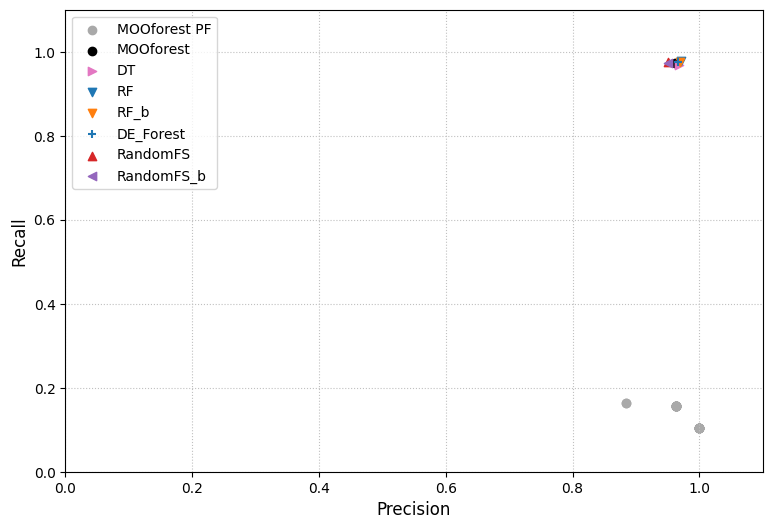 MOOforest PF
MOOforest
DT
RF
RF_b
DE_Forest
RandomFS
RandomFS_b
1.0
0.8
0.6
0.4
0.2
0.0
Recall
0.0 0.2 0.4 0.6 0.8 1.0
Precision